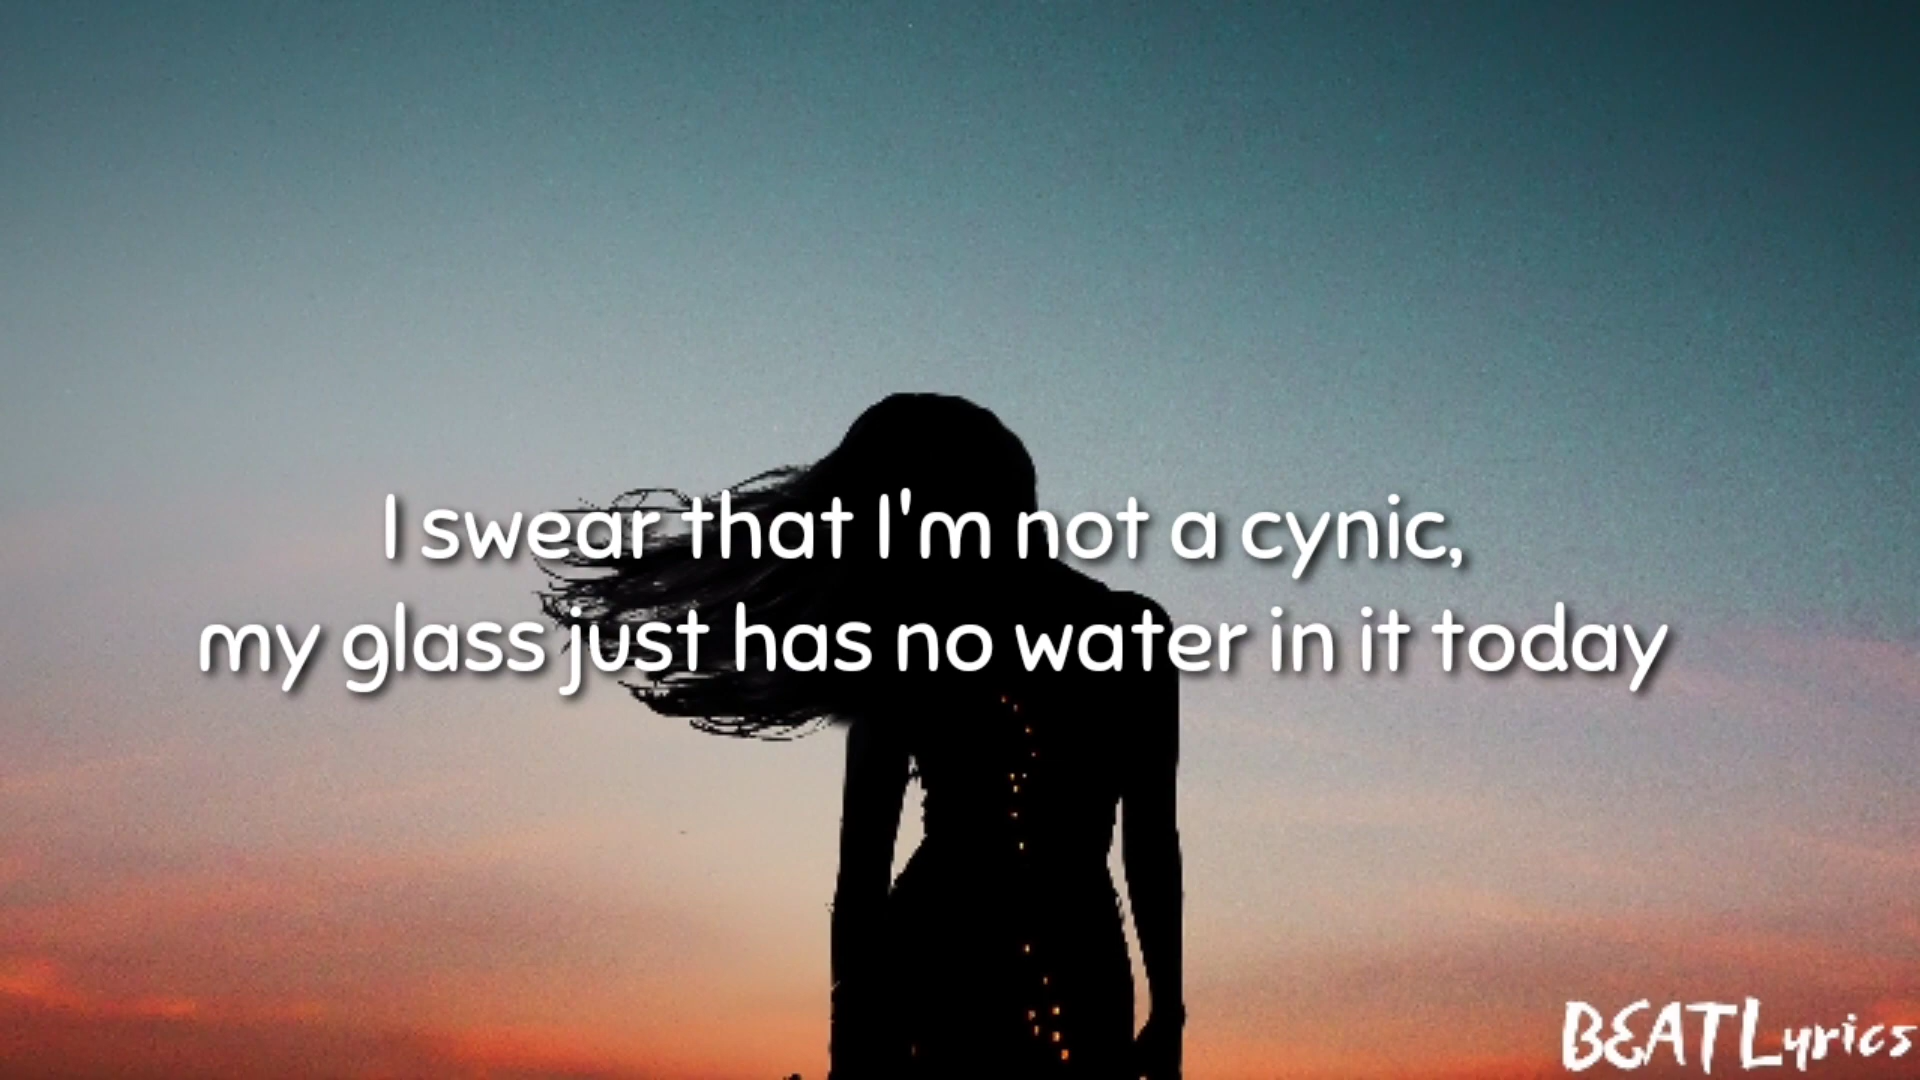 I swear that I'm not a cynic,
my glass just has no water in it today
BEATLyrics